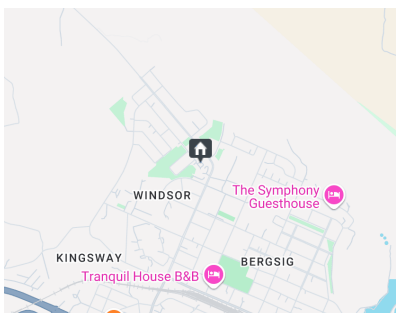 WINDSOR
The Symphony
Guesthouse
KINGSWAY
BERGSIG
Tranquil House B&B